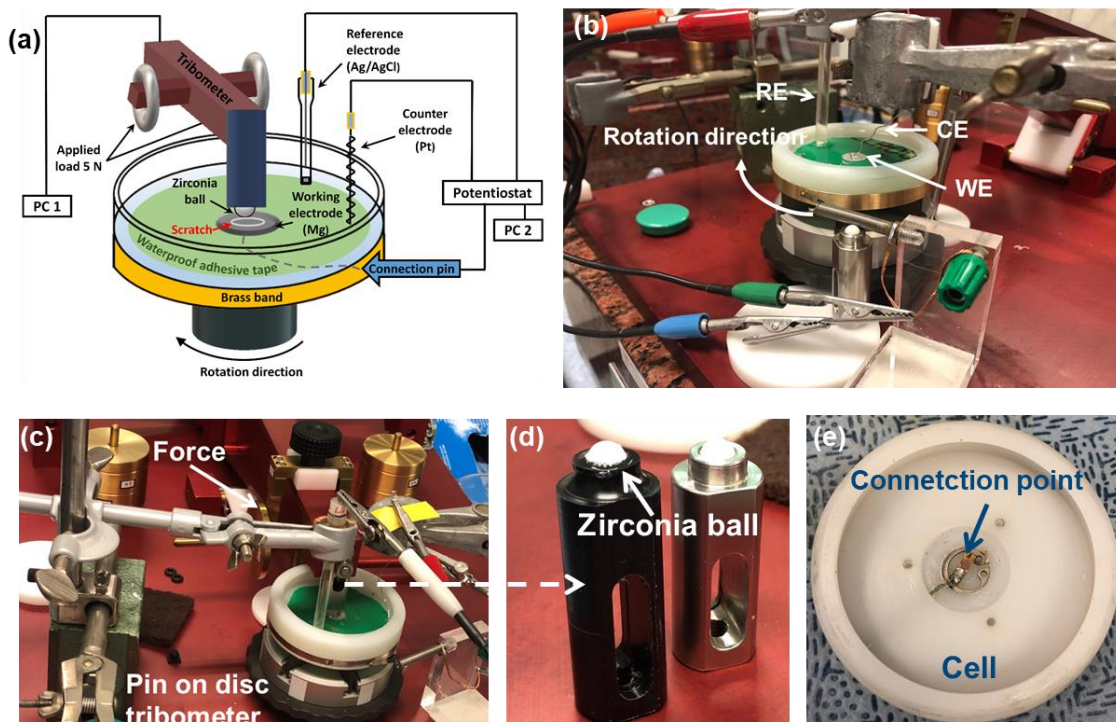 (a)
Tribometer
Reference
electrode
(Ag/AgCl)
Counter
electrode
(Pt)
Applied
load 5 N
PC 1
Zirconia
ball
Working
electrode
(Mg)
Scratch
Potentiostat
PC 2
Waterproof adhesive tape
Connection pin
Brass band
Rotation direction
(b)
RE
CE
Rotation direction
WE
(c)
Force
Pin on disc
tribometer
(d)
Zirconia ball
(e)
Connetction point
Cell